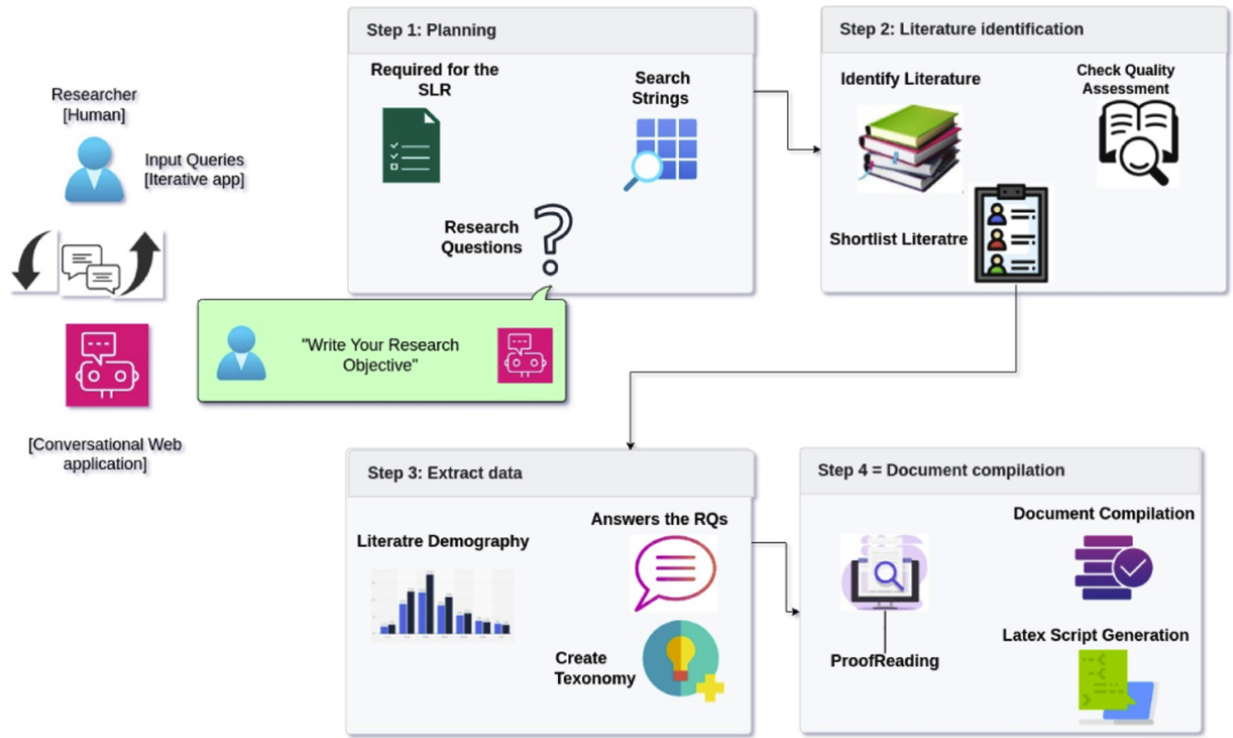 Researcher
[Human]
Input Queries
[Iterative app]
[Conversational Web
application]
Step 1: Planning
Required for the
SLR
Search
Strings
Research
Questions
"Write Your Research
Objective"
Step 2: Literature identification
Identify Literature
Check Quality
Assessment
Shortlist Literatre
Step 3: Extract data
Literatre Demography
Answers the RQs
Create
Texonomy
Step 4 = Document compilation
Document Compilation
ProofReading
Latex Script Generation